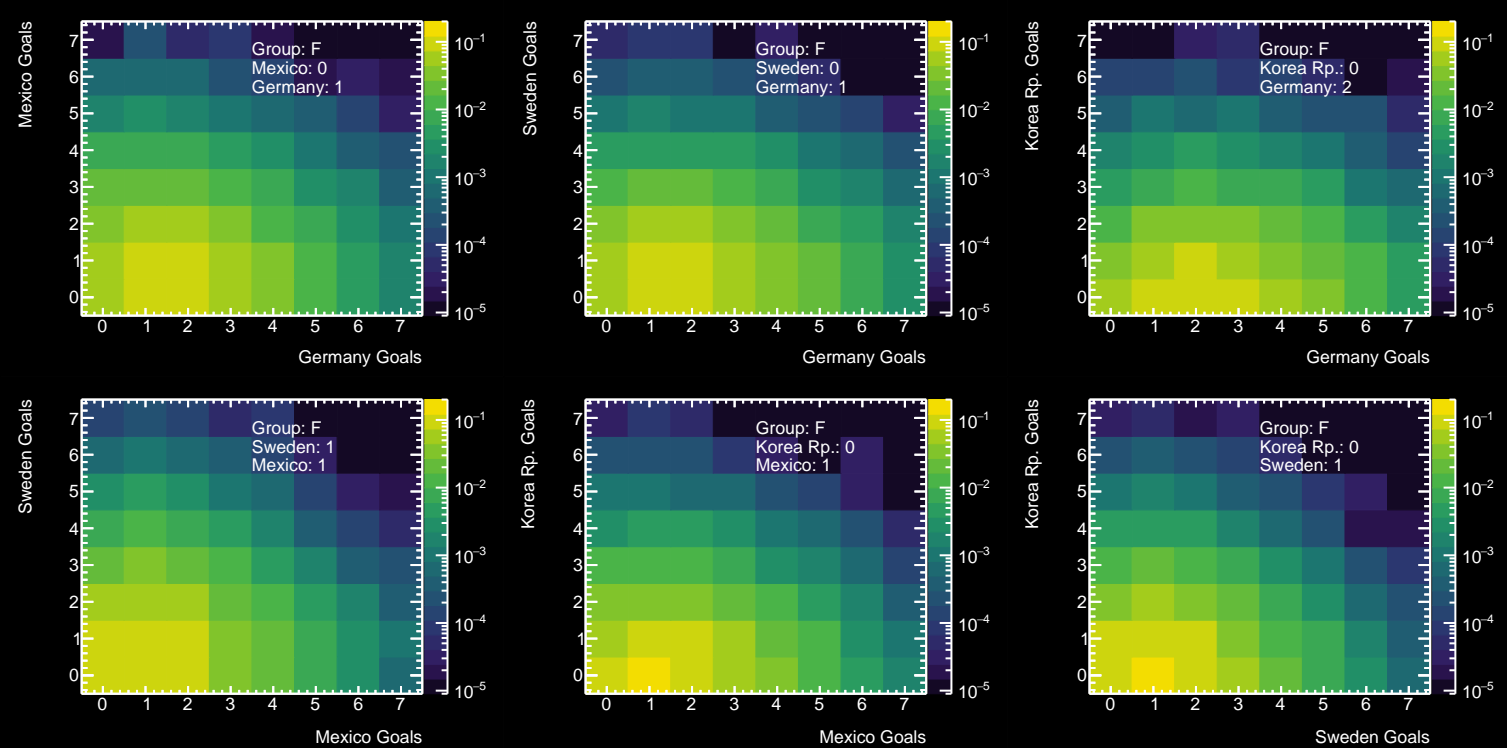 Mexico Goals
7
6
5
4
3
2
1
0
Group: F
Mexico: 0
Germany: 1
10⁻¹
10⁻²
10⁻³
10⁻⁴
10⁻⁵
0 1 2 3 4 5 6 7
Germany Goals
Sweden Goals
7
6
5
4
3
2
1
0
Group: F
Sweden: 0
Germany: 1
10⁻¹
10⁻²
10⁻³
10⁻⁴
10⁻⁵
0 1 2 3 4 5 6 7
Germany Goals
Korea Rp. Goals
7
6
5
4
3
2
1
0
Group: F
Korea Rp.: 0
Germany: 2
10⁻¹
10⁻²
10⁻³
10⁻⁴
10⁻⁵
0 1 2 3 4 5 6 7
Germany Goals
Sweden Goals
7
6
5
4
3
2
1
0
Group: F
Sweden: 1
Mexico: 1
10⁻¹
10⁻²
10⁻³
10⁻⁴
10⁻⁵
0 1 2 3 4 5 6 7
Mexico Goals
Korea Rp. Goals
7
6
5
4
3
2
1
0
Group: F
Korea Rp.: 0
Mexico: 1
10⁻¹
10⁻²
10⁻³
10⁻⁴
10⁻⁵
0 1 2 3 4 5 6 7
Mexico Goals
Korea Rp. Goals
7
6
5
4
3
2
1
0
Group: F
Korea Rp.: 0
Sweden: 1
10⁻¹
10⁻²
10⁻³
10⁻⁴
10⁻⁵
0 1 2 3 4 5 6 7
Sweden Goals